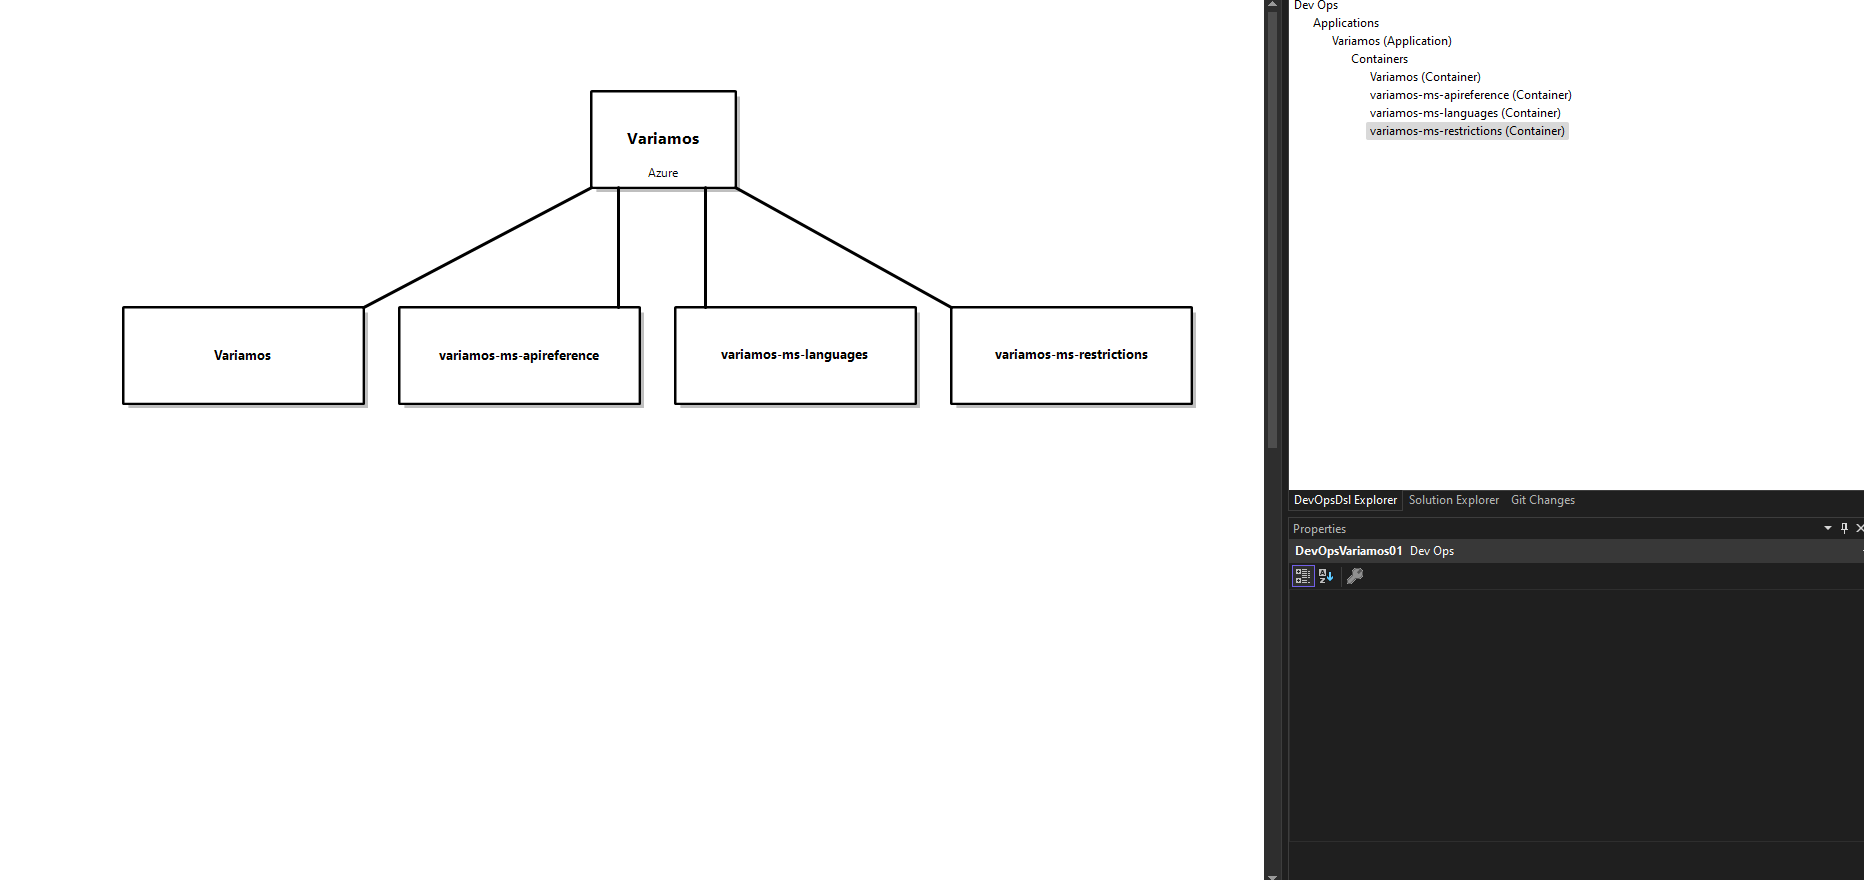 Variamos
Azure
Variamos
variamos-ms-apireference
variamos-ms-languages
variamos-ms-restrictions
Dev Ops
Applications
Variamos (Application)
Containers
Variamos (Container)
variamos-ms-apireference (Container)
variamos-ms-languages (Container)
variamos-ms-restrictions (Container)
DevOpsDsl Explorer Solution Explorer Git Changes
Properties
DevOpsVariamos01 Dev Ops